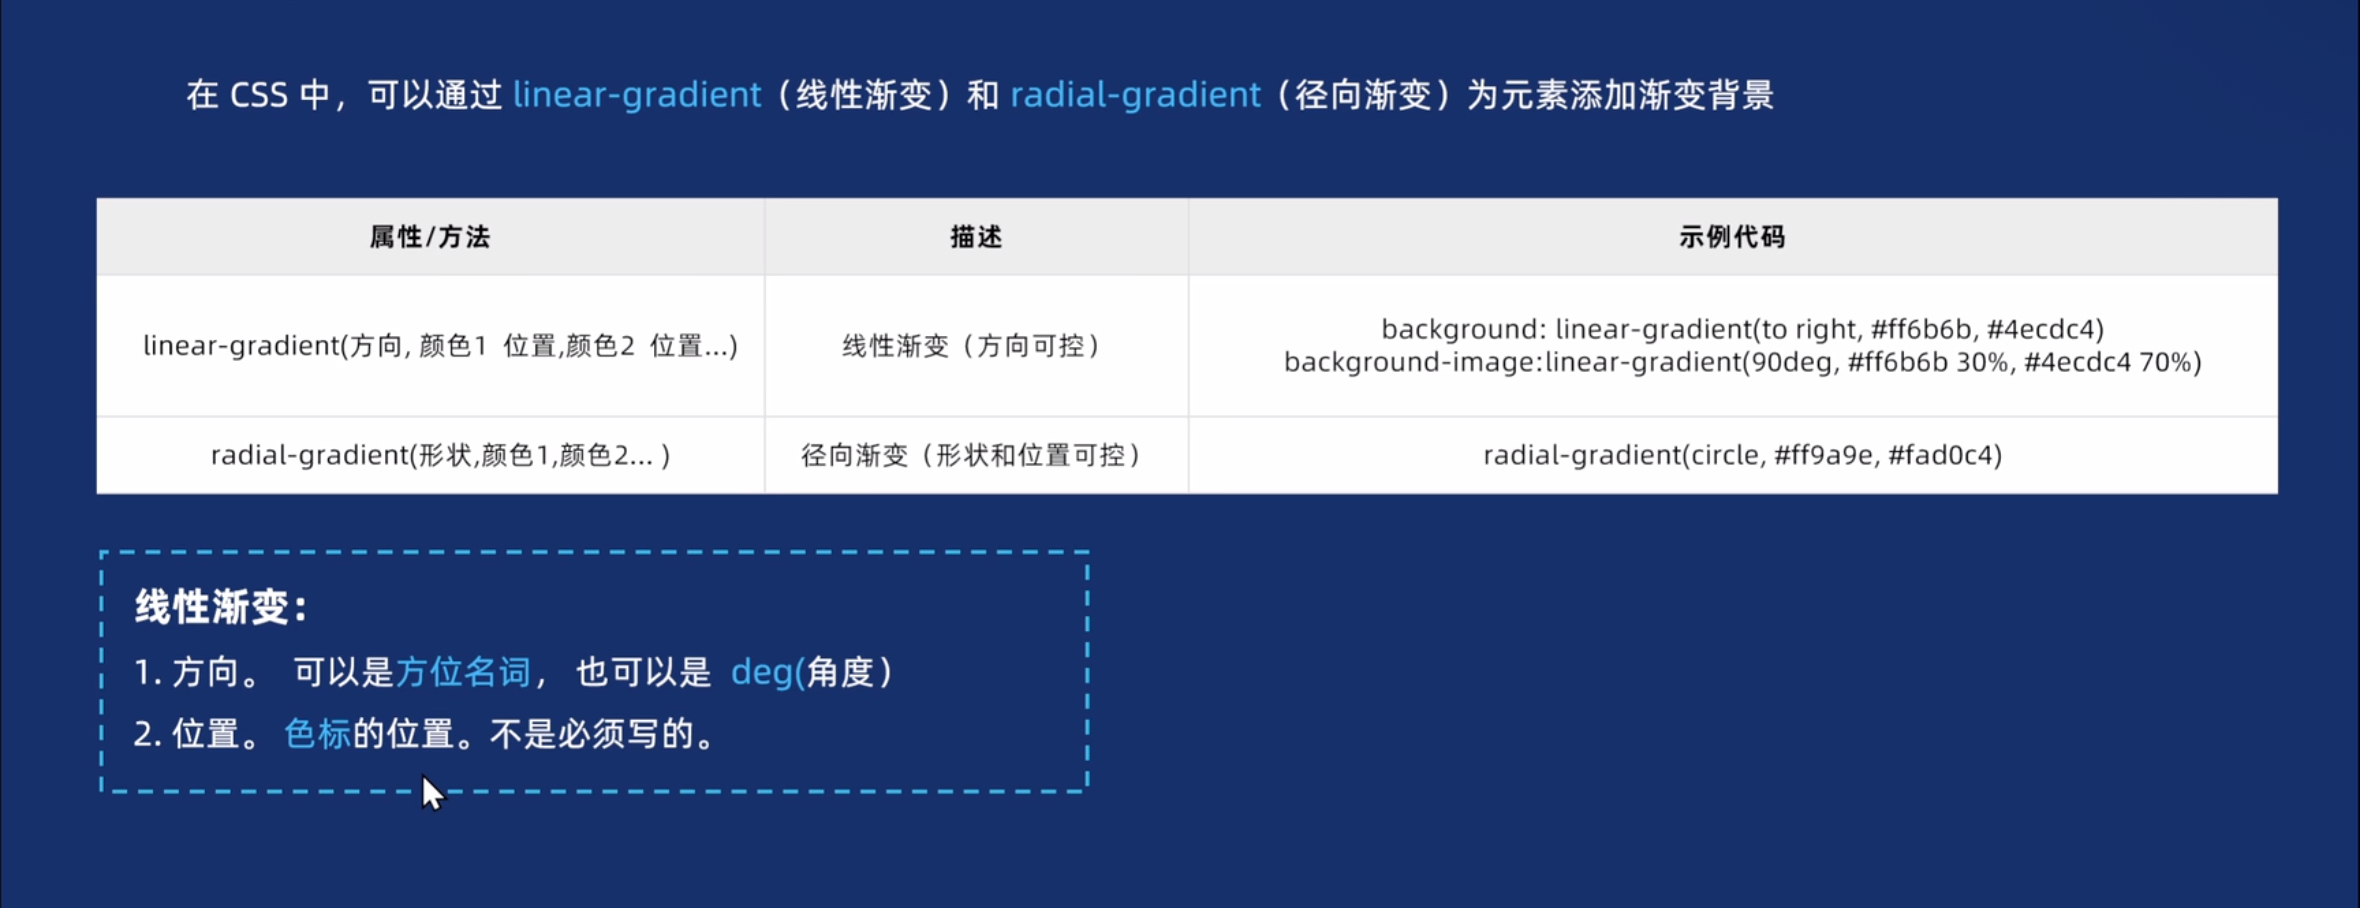 在 CSS 中，可以通过 linear-gradient（线性渐变）和 radial-gradient（径向渐变）为元素添加渐变背景
属性/方法
描述
示例代码
linear-gradient(方向, 颜色1 位置,颜色2 位置...)
线性渐变（方向可控）
background: linear-gradient(to right, #ff6b6b, #4ecdc4)
background-image:linear-gradient(90deg, #ff6b6b 30%, #4ecdc4 70%)
radial-gradient(形状,颜色1,颜色2... )
径向渐变（形状和位置可控）
radial-gradient(circle, #ff9a9e, #fad0c4)
线性渐变：
1. 方向。 可以是方位名词， 也可以是 deg(角度）
2. 位置。 色标的位置。不是必须写的。